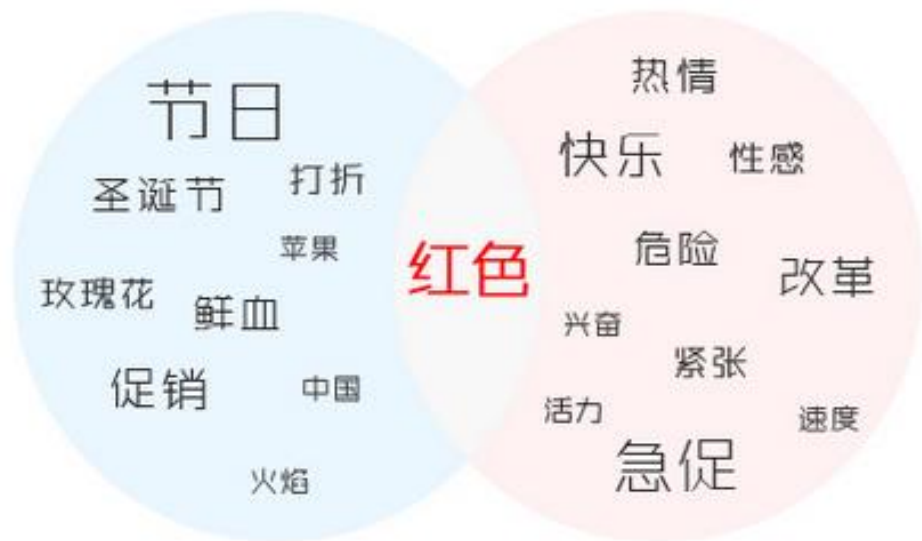 节日
圣诞节
打折
苹果
玫瑰花
鲜血
促销
中国
火焰
红色
热情
快乐
性感
危险
改革
兴奋
紧张
活力
速度
急促